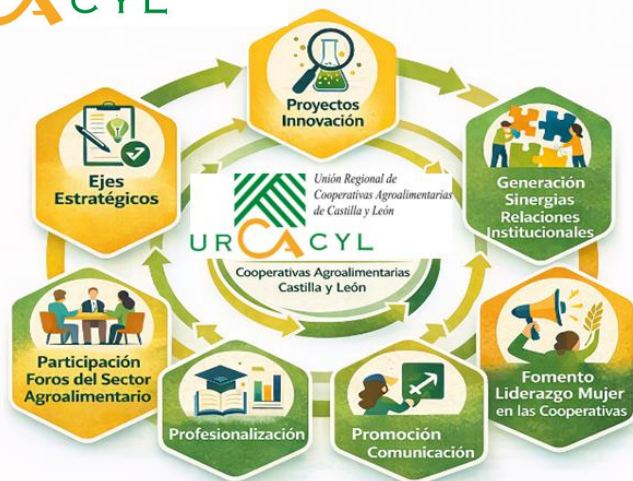 CA CYL
Proyectos
Innovación
Ejes
Estratégicos
Generación
Sinergias
Relaciones
Institucionales
Unión Regional de
Cooperativas Agroalimentarias
de Castilla y León
URCACYL
Cooperativas Agroalimentarias
Castilla y León
Participación
Foros del Sector
Agroalimentario
Profesionalización
Promoción
Comunicación
Fomento
Liderazgo Mujer
en las Cooperativas